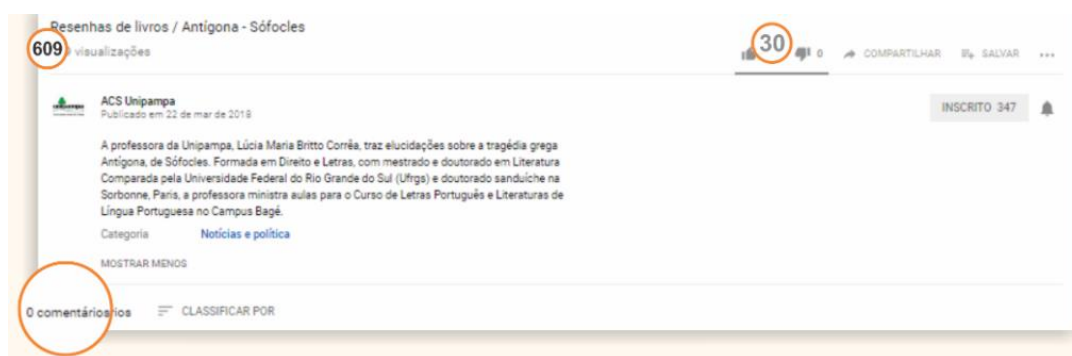 Resenhas de livros / Antígona - Sófocles
609 visualizações
30 0 COMPARTILHAR SALVAR ...
ACS Unipampa
Publicado em 22 de mar de 2018
INSCRITO 347
A professora da Unipampa, Lúcia Maria Britto Corrêa, traz elucidações sobre a tragédia grega
Antígona, de Sófocles. Formada em Direito e Letras, com mestrado e doutorado em Literatura
Comparada pela Universidade Federal do Rio Grande do Sul (Ufrgs) e doutorado sanduíche na
Sorbonne, Paris, a professora ministra aulas para o Curso de Letras Português e Literaturas de
Língua Portuguesa no Campus Bagé.
Categoria Notícias e política
MOSTRAR MENOS
0 comentáriosrios CLASSIFICAR POR